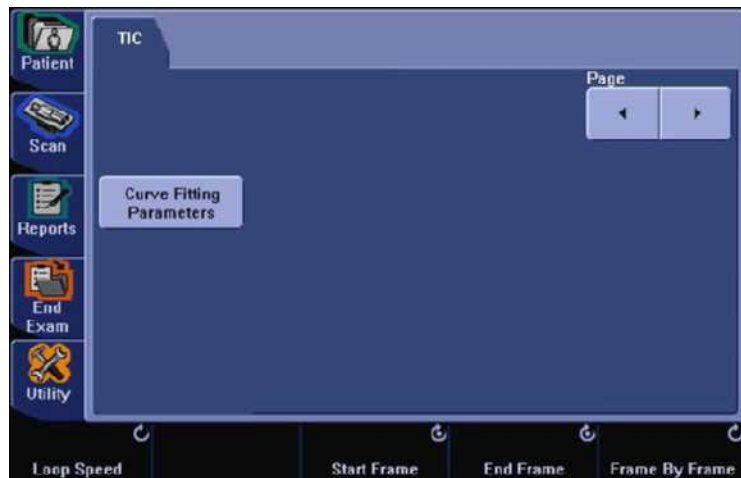 TIC
Patient
Page
Scan
Curve Fitting
Parameters
Reports
End
Exam
Utility
Loop Speed
Start Frame
End Frame
Frame By Frame